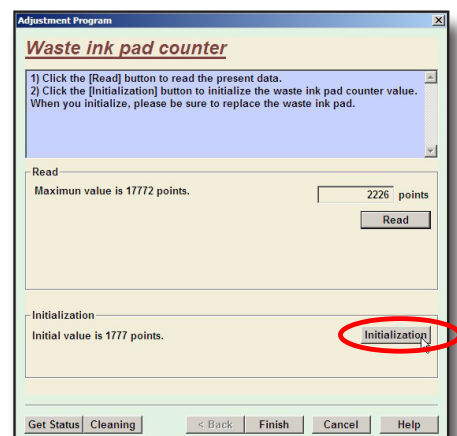 Adjustment Program
Waste ink pad counter
1) Click the [Read] button to read the present data.
2) Click the [Initialization] button to initialize the waste ink pad counter value.
When you initialize, please be sure to replace the waste ink pad.
Read
Maximun value is 17772 points.
2226 points
Read
Initialization
Initial value is 1777 points.
Initialization
Get Status Cleaning < Back Finish Cancel Help